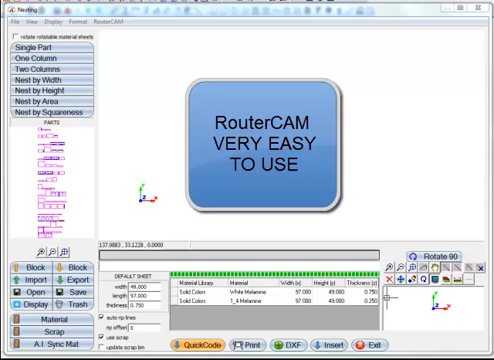 Nesting
File View Display Format RouterCAM
rotate rotatable material sheets
Single Part
One Column
Two Columns
Nest by Width
Nest by Height
Nest by Area
Nest by Squareness
PARTS
RouterCAM
VERY EASY
TO USE
Y
Z X
137.9883 , 33.1228 , 0.0000
Rotate 90
Block Block
Import Export
Open Save
Display Trash
Material
Scrap
A.I. Sync Mat
DEFAULT SHEET
width 49.000
length 97.000
thickness 0.750
auto rip lines
rip offset 0
use scrap
update scrap bin
Material Library Material Width (x) Height (y) Thickness (z)
Solid Colors White Melamine 97.000 49.000 0.750
Solid Colors 1_4 Melamine 97.000 49.000 0.250
Y
Z X
QuickCode Print DXF Insert Exit